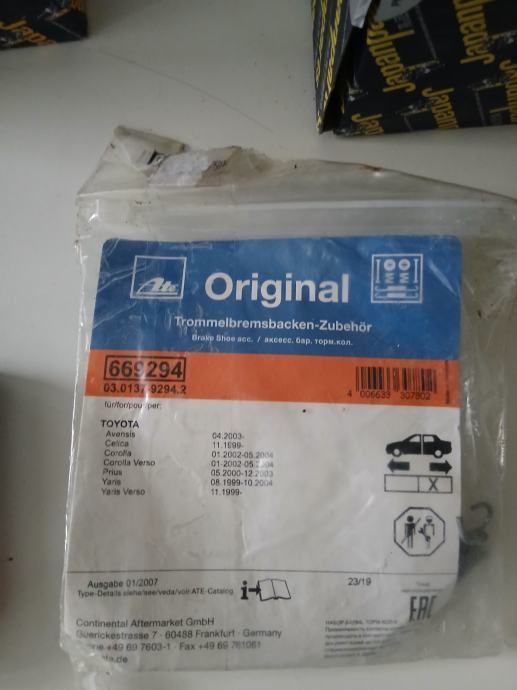 Japanparts
Ate
Original
Trommelbremsbacken-Zubehör
Brake Shoe acc. / аксесс. бар. торм.кол.
669294
03.0137-9294.2
4 006633 307802
für/for/pour/per:
TOYOTA
Avensis 04.2003-
Celica 11.1999-
Corolla 01.2002-05.2004
Corolla Verso 01-2002-05.2004
Prius 05.2000-12.2003
Yaris 08.1999-10.2004
Yaris Verso 11.1999-
X
Ausgabe 01/2007
Type-Details siehe/see/veda/voir ATE-Catalog
i
23/19
EAC
Continental Aftermarket GmbH
Guerickestrasse 7 · 60488 Frankfurt · Germany
Phone +49 69 7603-1 · Fax +49 69 761061